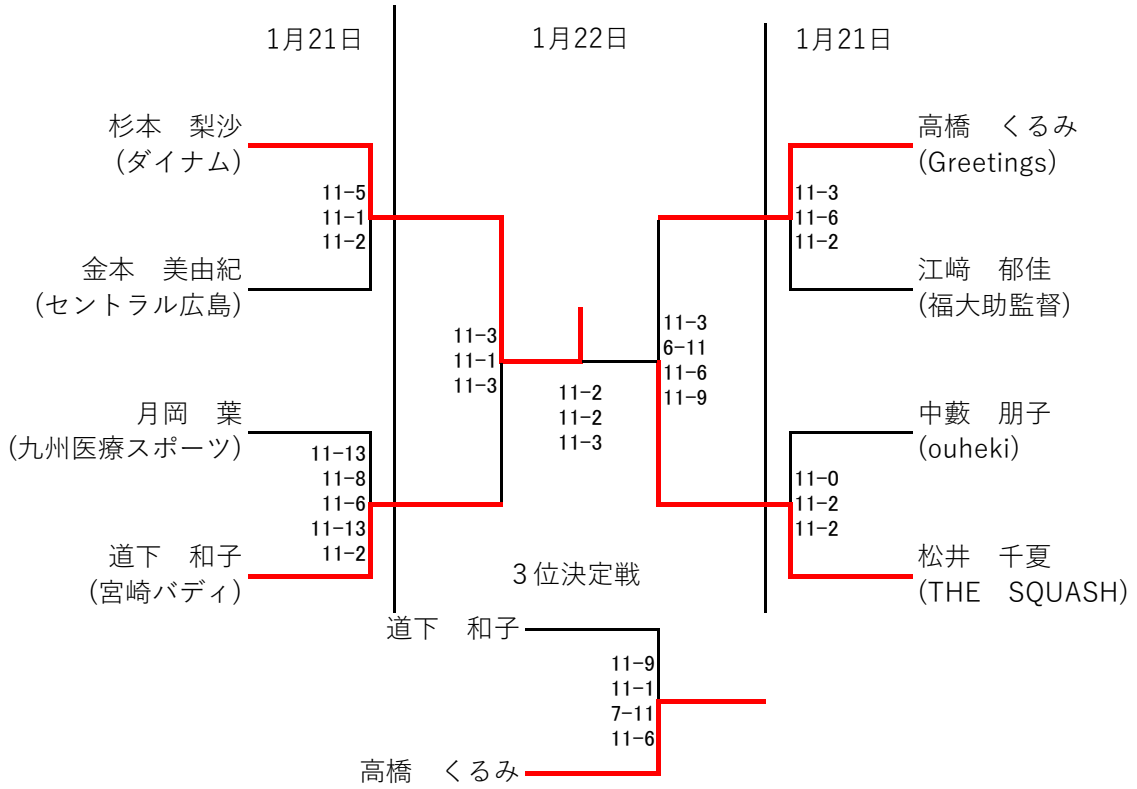 1月21日
1月22日
1月21日
杉本　梨沙
(ダイナム)
11-5
11-1
11-2
金本　美由紀
(セントラル広島)
月岡　葉
(九州医療スポーツ)
11-13
11-8
11-6
11-13
11-2
道下　和子
(宮崎バディ)
11-3
11-1
11-3
11-2
11-2
11-3
11-3
6-11
11-6
11-9
高橋　くるみ
(Greetings)
11-3
11-6
11-2
江﨑　郁佳
(福大助監督)
中藪　朋子
(ouheki)
11-0
11-2
11-2
松井　千夏
(THE　SQUASH)
３位決定戦
道下　和子
11-9
11-1
7-11
11-6
高橋　くるみ